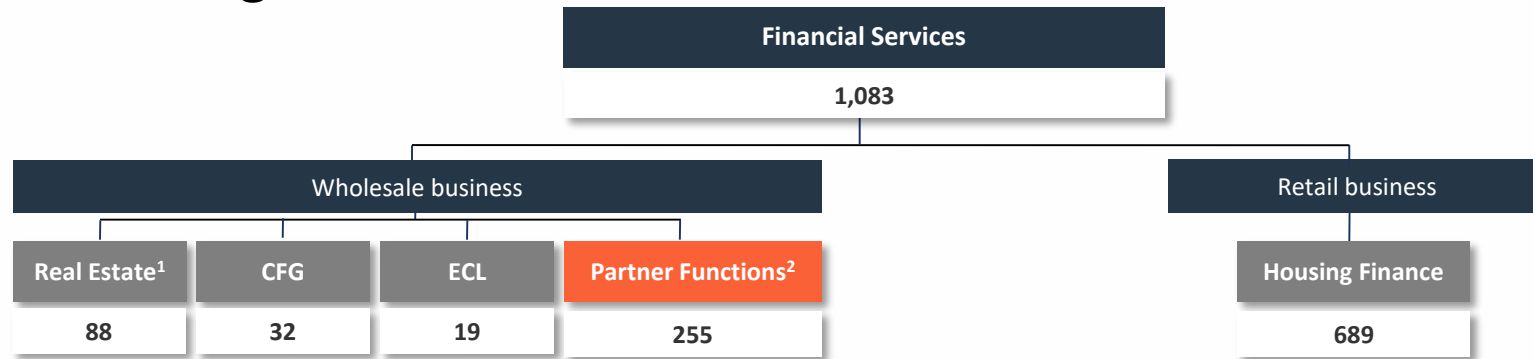 Financial Services
1,083
Wholesale business
Retail business
Real Estate¹
CFG
ECL
Partner Functions²
Housing Finance
88
32
19
255
689